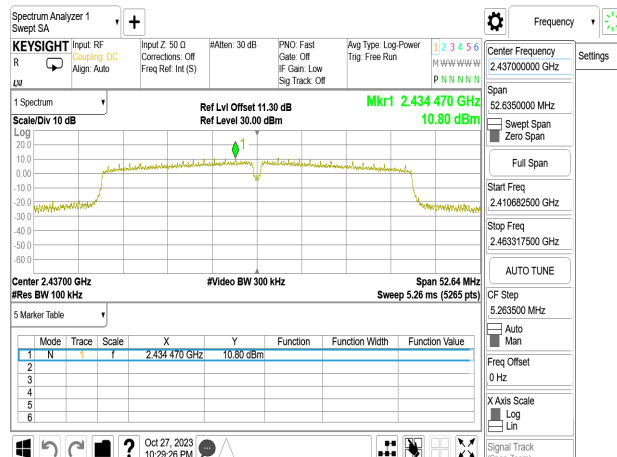 Spectrum Analyzer 1
Swept SA
Frequency
KEYSIGHT
R
LXI
Input: RF
Coupling: DC
Align: Auto
Input Z: 50 Ω
Corrections: Off
Freq Ref: Int (S)
#Atten: 30 dB
PNO: Fast
Gate: Off
IF Gain: Low
Sig Track: Off
Avg Type: Log-Power
Trig: Free Run
1 2 3 4 5 6
M W W W W W
P N N N N N
1 Spectrum
Scale/Div 10 dB
Ref Lvl Offset 11.30 dB
Ref Level 30.00 dBm
Mkr1 2.434 470 GHz
10.80 dBm
Log
20.0
10.0
0.00
-10.0
-20.0
-30.0
-40.0
-50.0
-60.0
1
Center 2.43700 GHz
#Res BW 100 kHz
#Video BW 300 kHz
Span 52.64 MHz
Sweep 5.26 ms (5265 pts)
5 Marker Table
Mode Trace Scale X Y Function Function Width Function Value
1 N 1 f 2.434 470 GHz 10.80 dBm
2
3
4
5
6
Oct 27, 2023
10:29:26 PM
Center Frequency
2.437000000 GHz
Settings
Span
52.6350000 MHz
Swept Span
Zero Span
Full Span
Start Freq
2.410682500 GHz
Stop Freq
2.463317500 GHz
AUTO TUNE
CF Step
5.263500 MHz
Auto
Man
Freq Offset
0 Hz
X Axis Scale
Log
Lin
Signal Track
(Span Zoom)